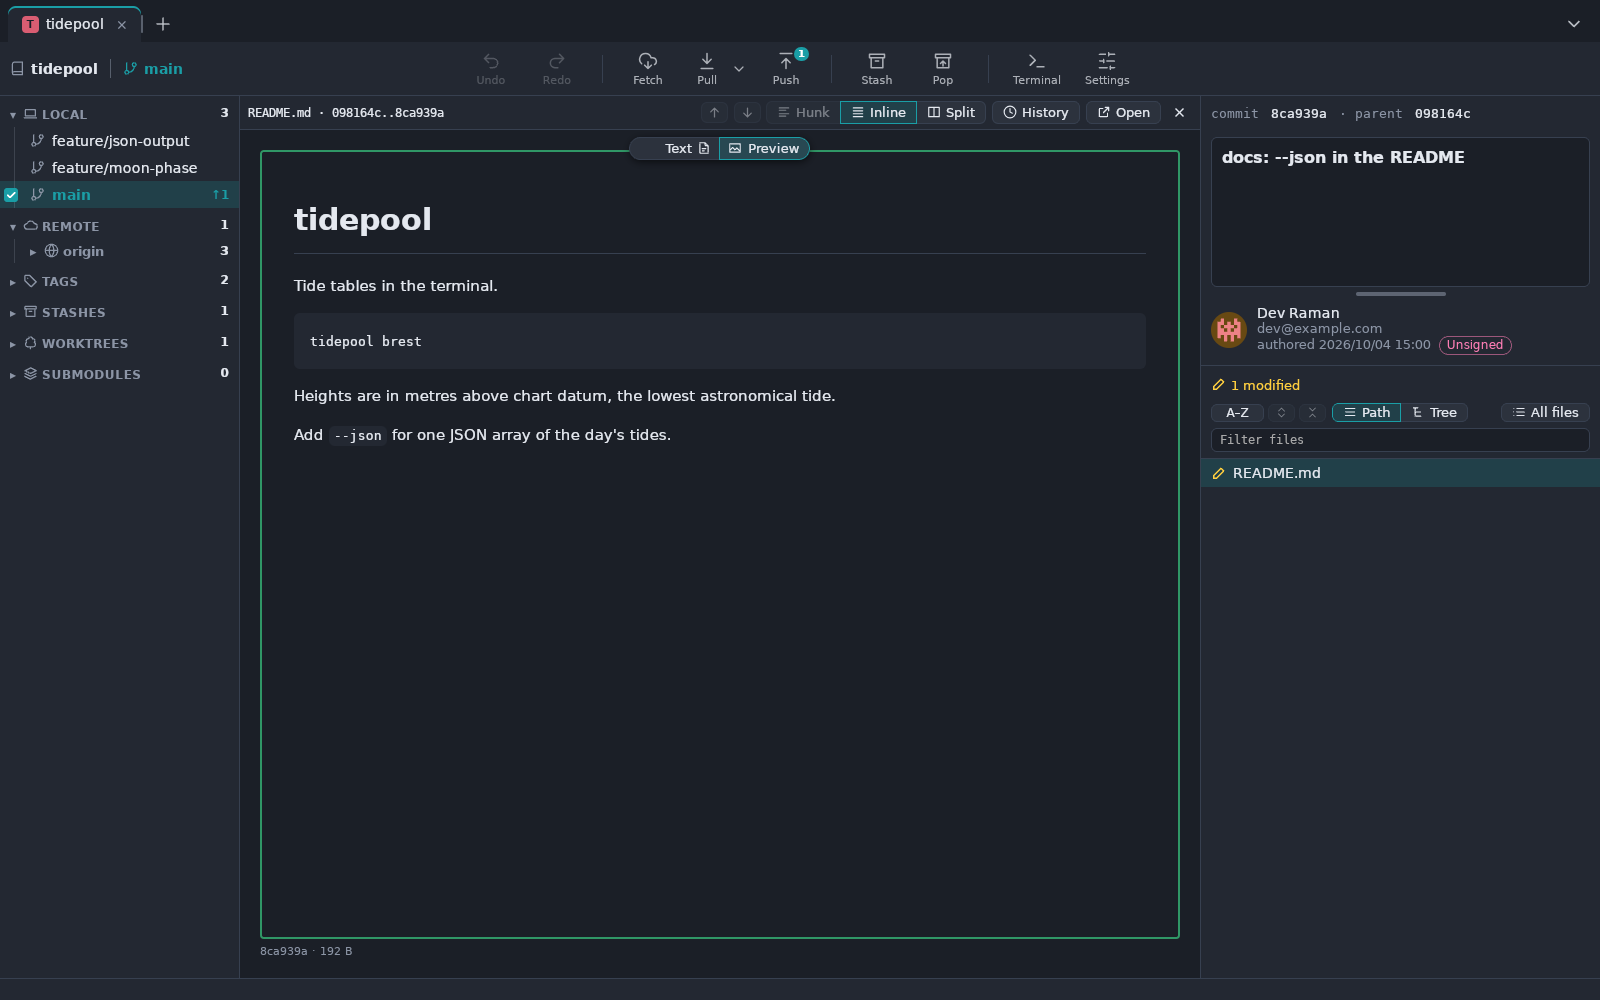 T tidepool
tidepool main
Undo Redo Fetch Pull Push 1 Stash Pop Terminal Settings
LOCAL 3
feature/json-output
feature/moon-phase
main ↑1
REMOTE 1
origin 3
TAGS 2
STASHES 1
WORKTREES 1
SUBMODULES 0
README.md · 098164c..8ca939a
Hunk Inline Split History Open
Text Preview
tidepool
Tide tables in the terminal.
tidepool brest
Heights are in metres above chart datum, the lowest astronomical tide.
Add --json for one JSON array of the day's tides.
8ca939a · 192 B
commit 8ca939a · parent 098164c
docs: --json in the README
Dev Raman
dev@example.com
authored 2026/10/04 15:00 Unsigned
1 modified
A-Z Path Tree All files
Filter files
README.md